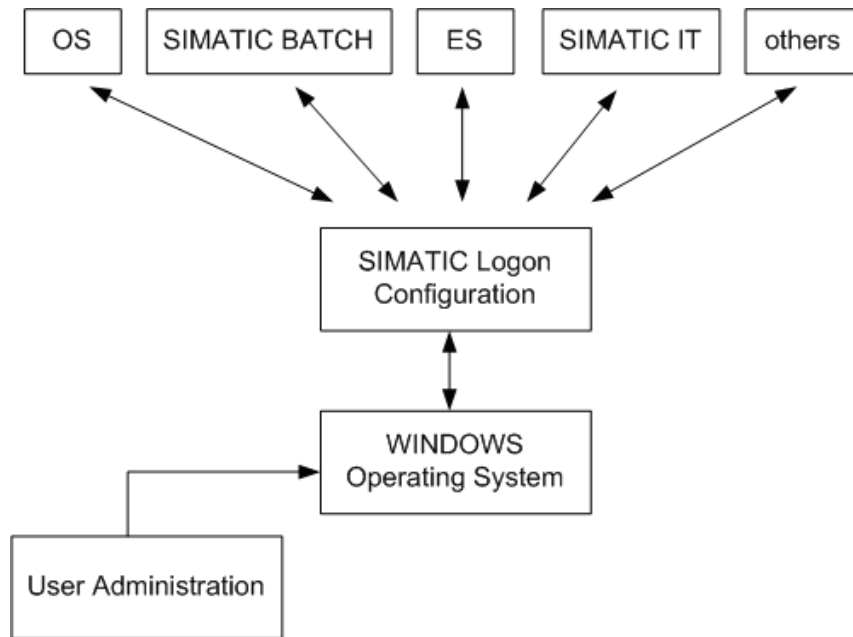 OS
SIMATIC BATCH
ES
SIMATIC IT
others
SIMATIC Logon
Configuration
WINDOWS
Operating System
User Administration